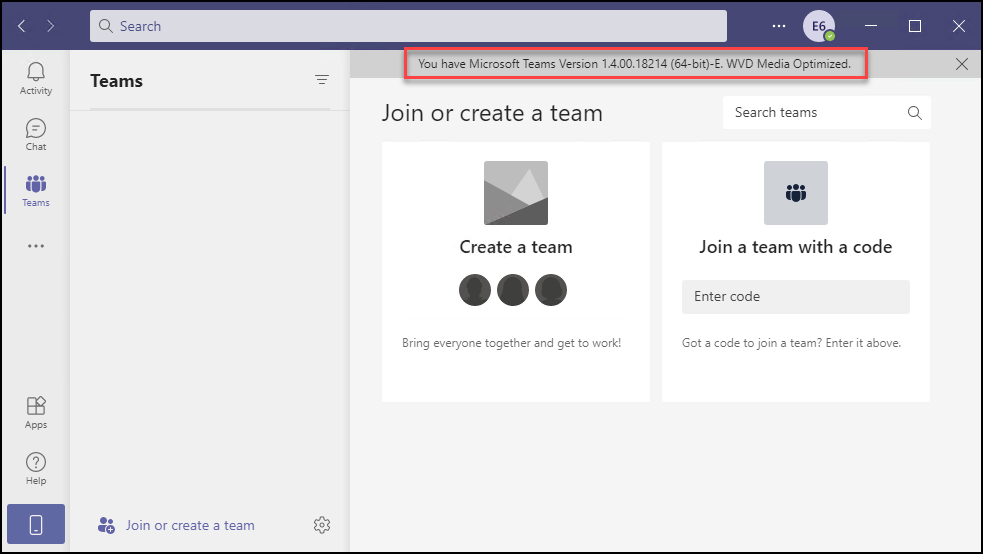 Search
E6
You have Microsoft Teams Version 1.4.00.18214 (64-bit)-E. WVD Media Optimized.
Activity
Chat
Teams
Apps
Help
Teams
Join or create a team
Join or create a team
Search teams
Create a team
Bring everyone together and get to work!
Join a team with a code
Enter code
Got a code to join a team? Enter it above.